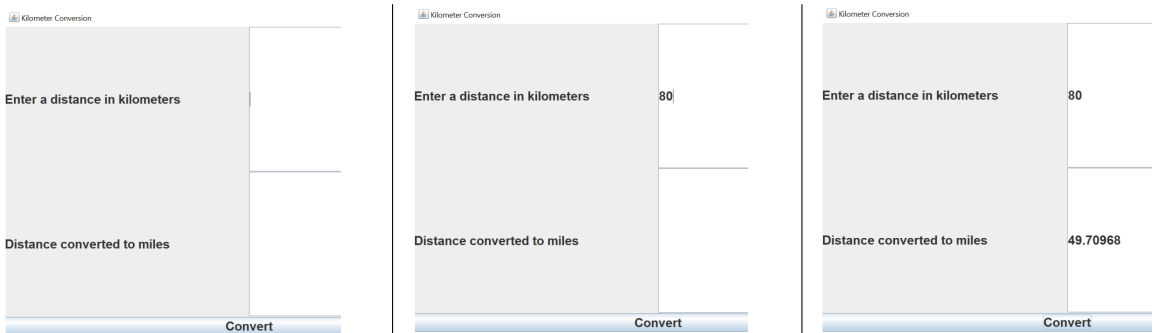 Kilometer Conversion
Enter a distance in kilometers
Distance converted to miles
Convert
Kilometer Conversion
Enter a distance in kilometers 80
Distance converted to miles
Convert
Kilometer Conversion
Enter a distance in kilometers 80
Distance converted to miles 49.70968
Convert